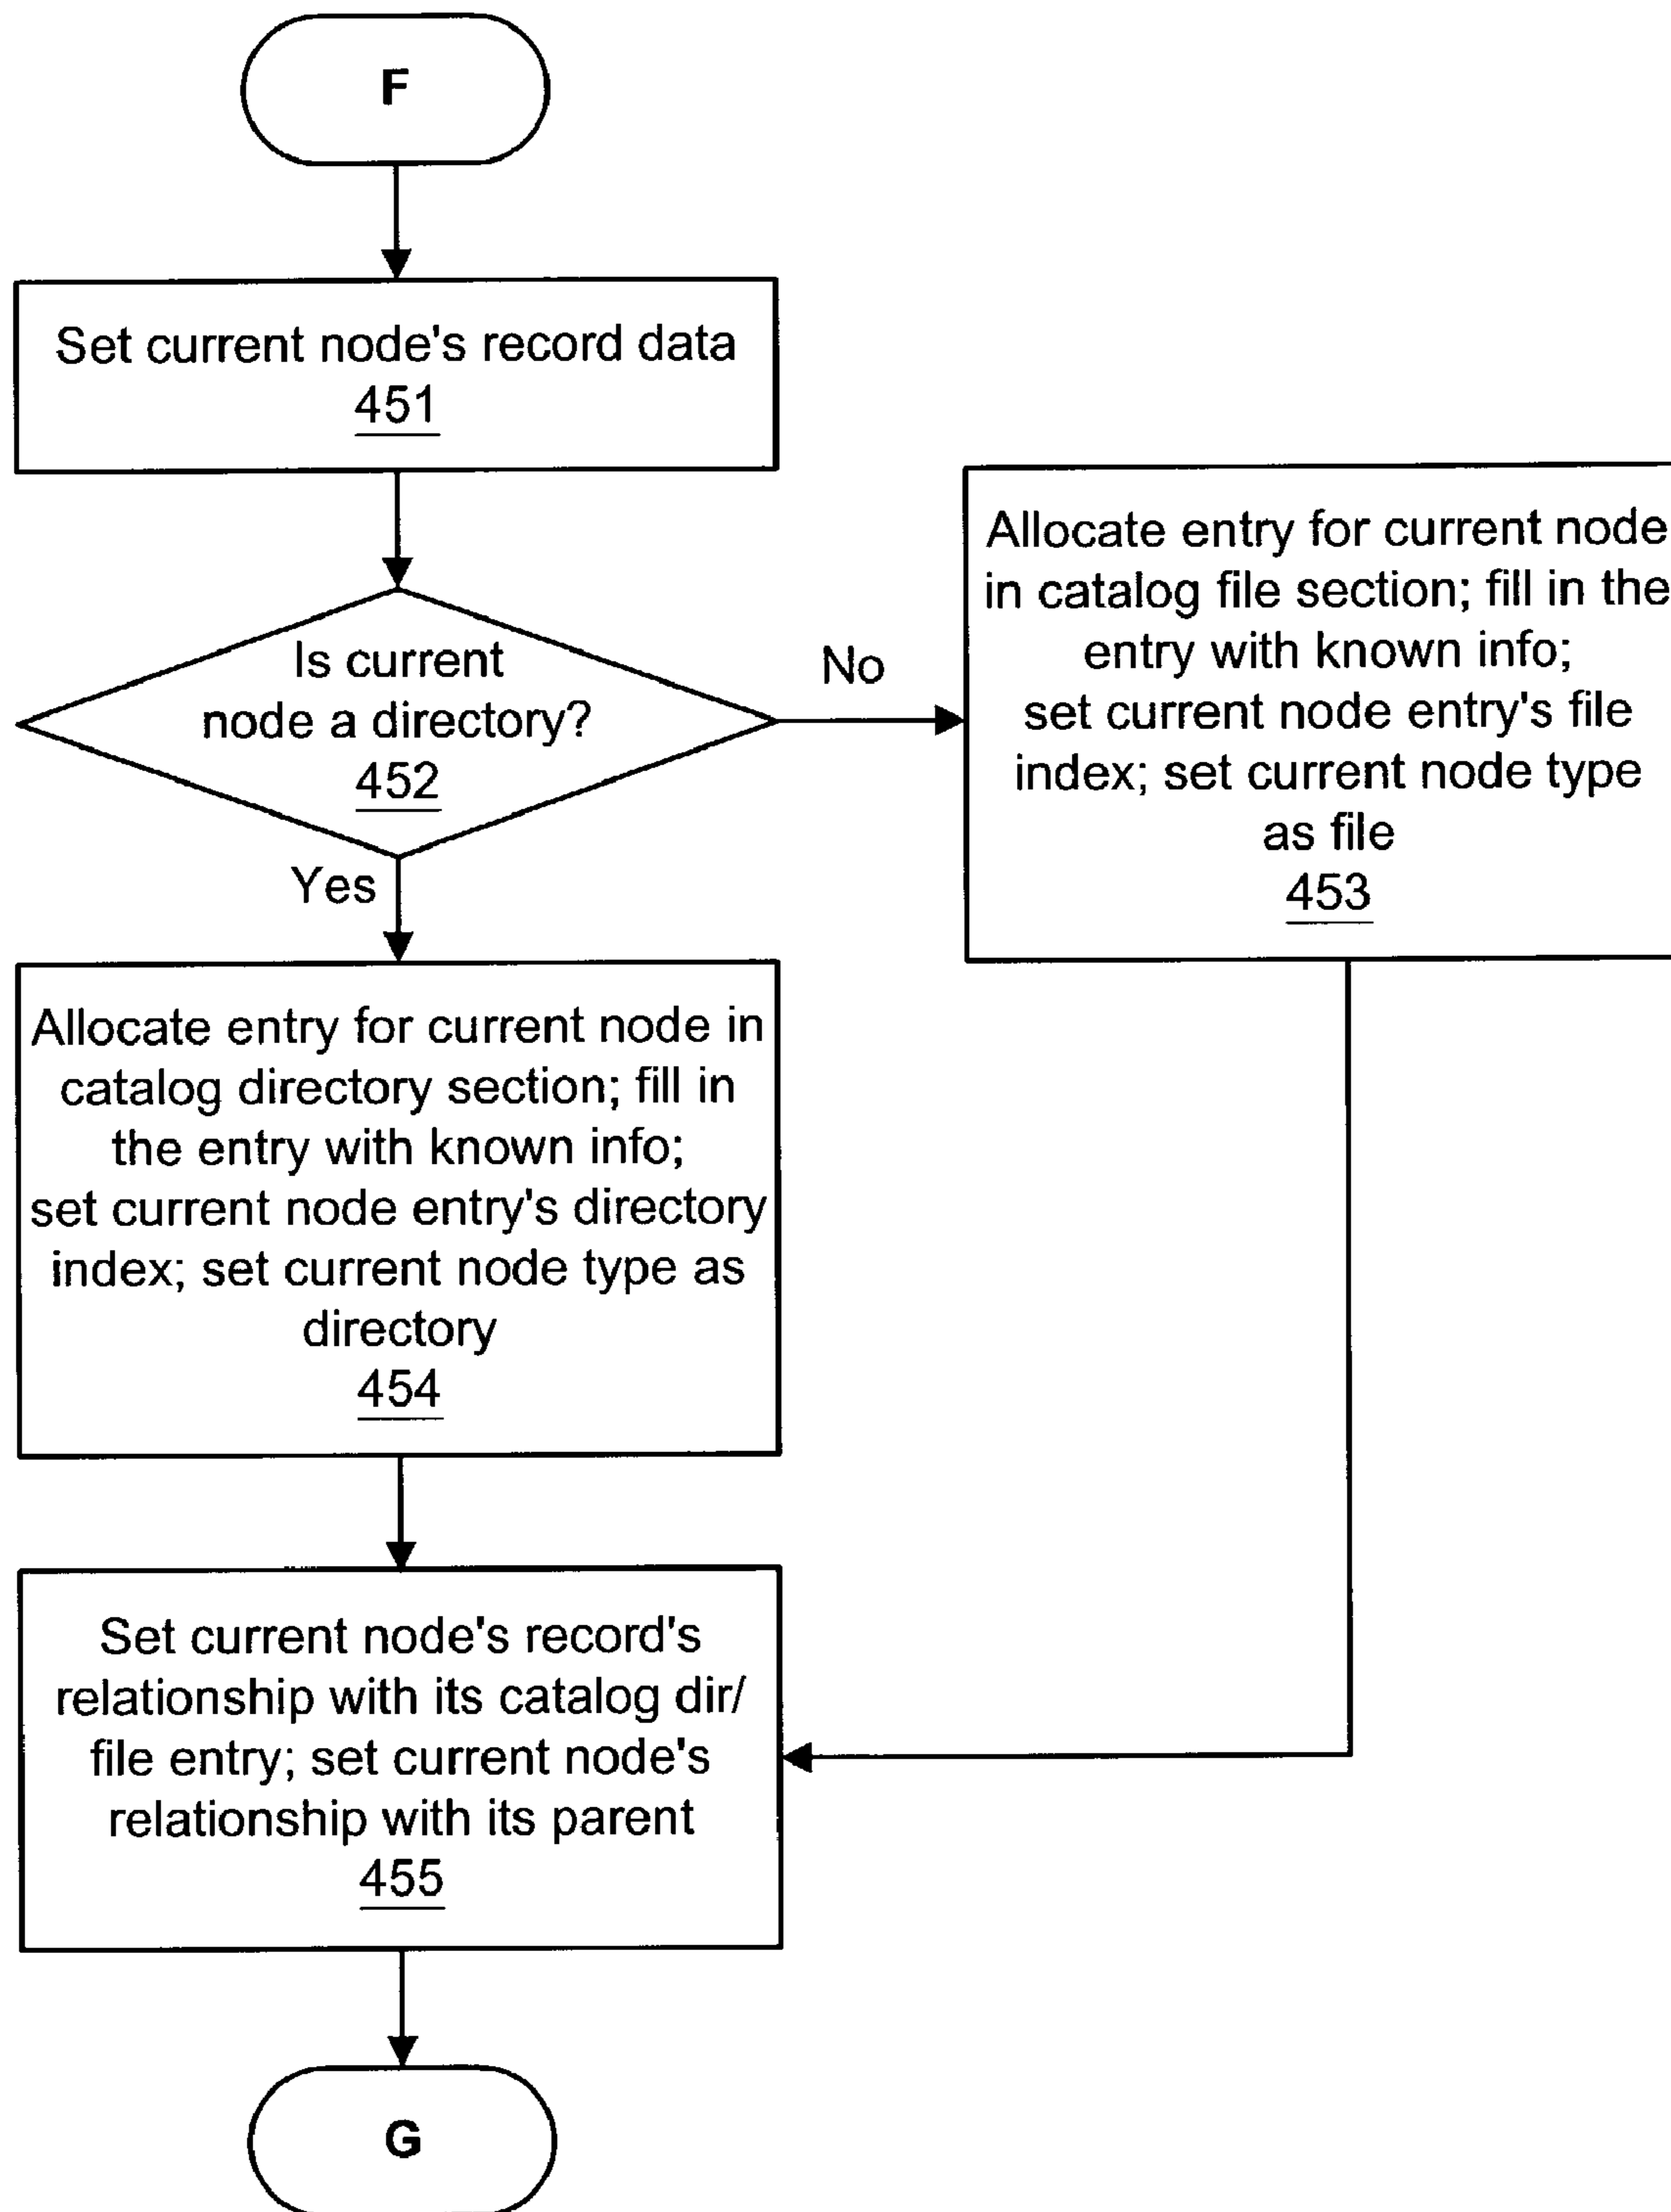 F
Set current node's record data
451
Is current
node a directory?
452
No
Allocate entry for current node
in catalog file section; fill in the
entry with known info;
set current node entry's file
index; set current node type
as file
453
Yes
Allocate entry for current node in
catalog directory section; fill in
the entry with known info;
set current node entry's directory
index; set current node type as
directory
454
Set current node's record's
relationship with its catalog dir/
file entry; set current node's
relationship with its parent
455
G